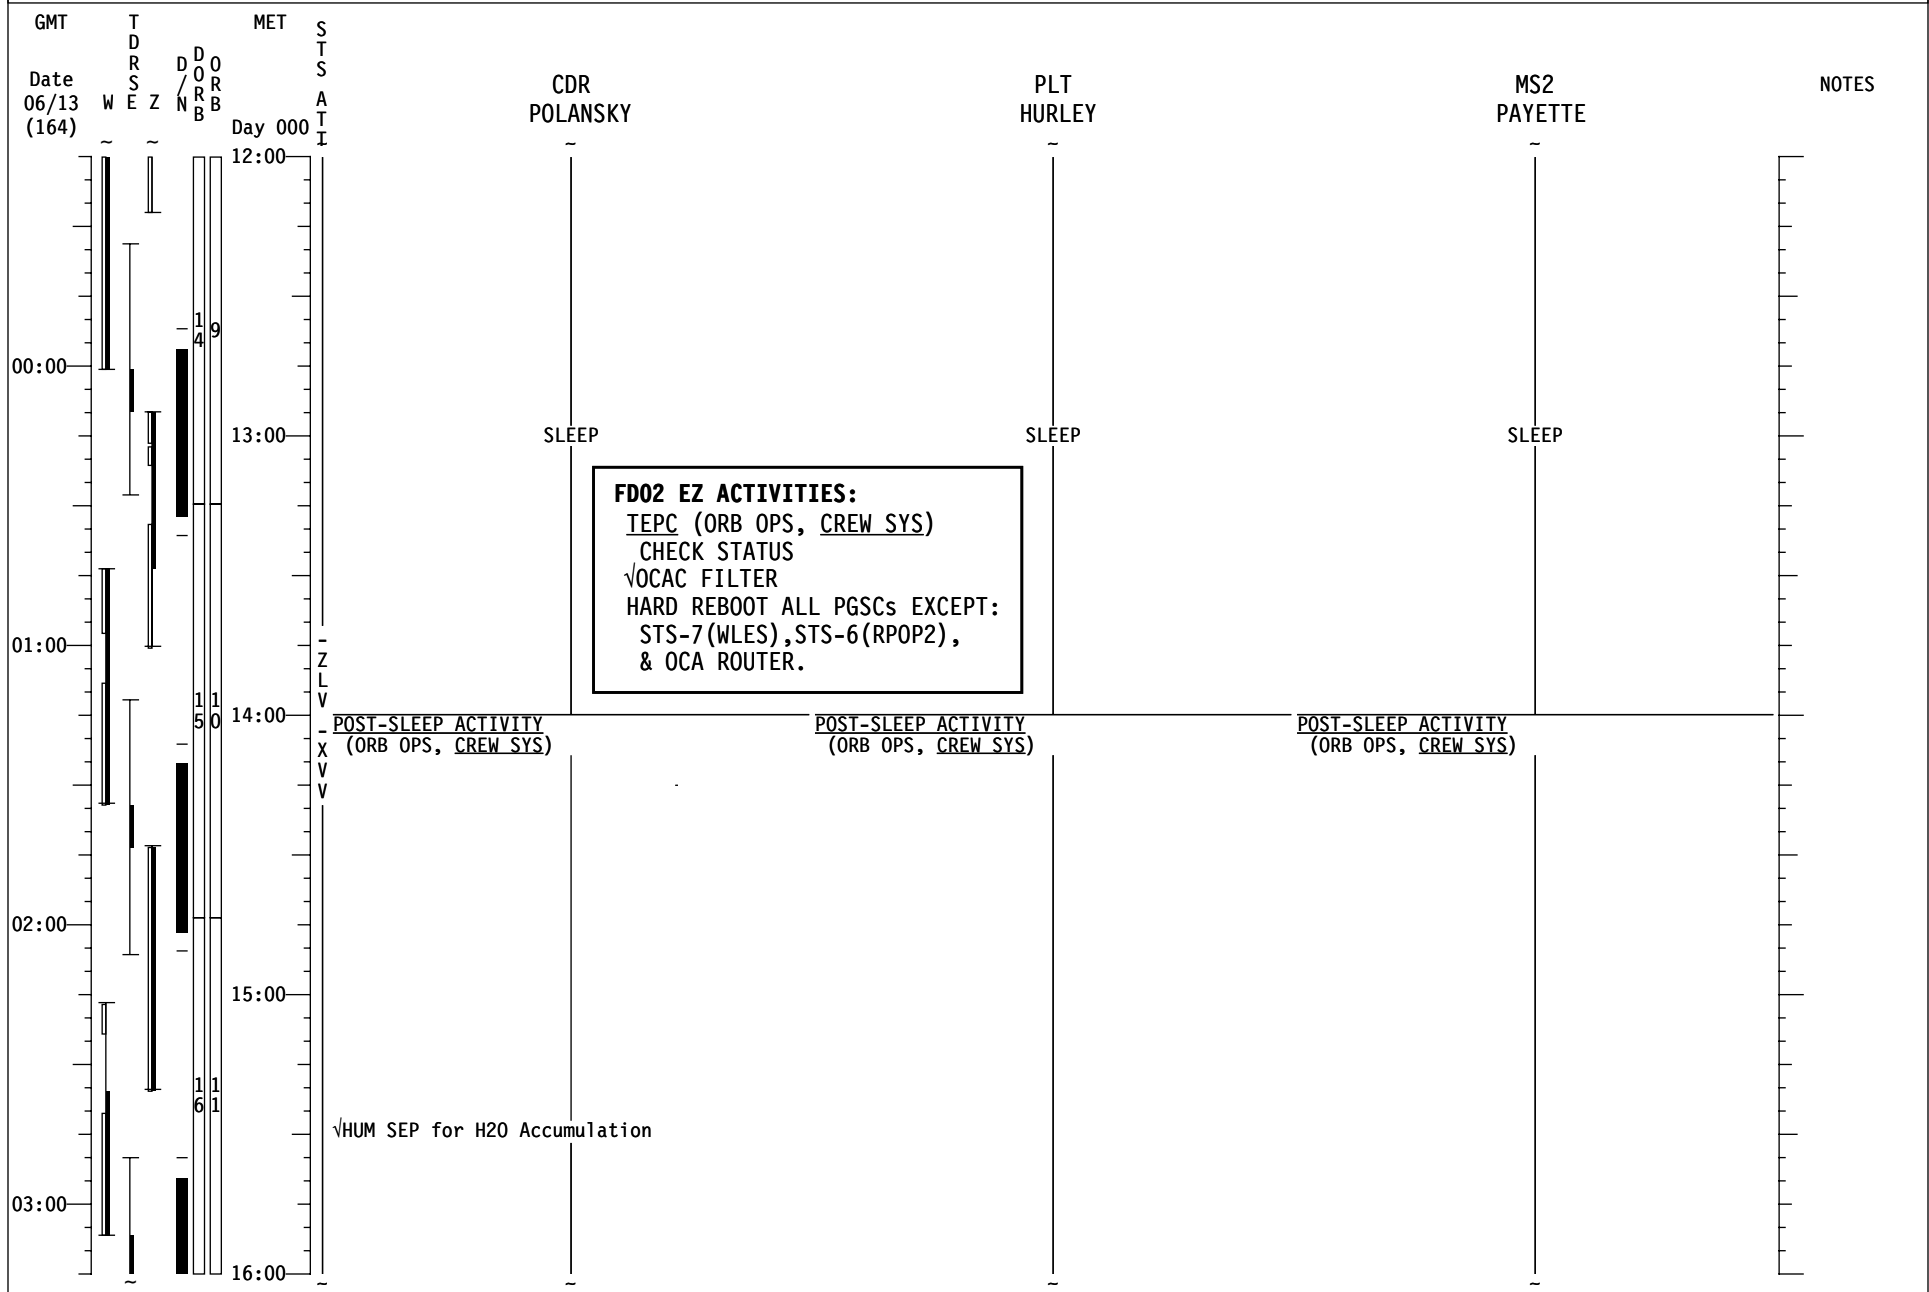 GMT
TDRS
MET
STS ATT
D/N
DORB
ORB
Date
06/13
(164)
W E Z
Day 000
CDR
POLANSKY
PLT
HURLEY
MS2
PAYETTE
NOTES
~ ~ ~ ~ ~
12:00
14 9
00:00
13:00
SLEEP SLEEP SLEEP
FD02 EZ ACTIVITIES:
TEPC (ORB OPS, CREW SYS)
CHECK STATUS
√OCAC FILTER
HARD REBOOT ALL PGSCs EXCEPT:
STS-7(WLES),STS-6(RPOP2),
& OCA ROUTER.
01:00
-ZLV
15 10
14:00
-XVV
POST-SLEEP ACTIVITY
(ORB OPS, CREW SYS)
POST-SLEEP ACTIVITY
(ORB OPS, CREW SYS)
POST-SLEEP ACTIVITY
(ORB OPS, CREW SYS)
02:00
15:00
16 11
√HUM SEP for H2O Accumulation
03:00
16:00
~ ~ ~ ~ ~